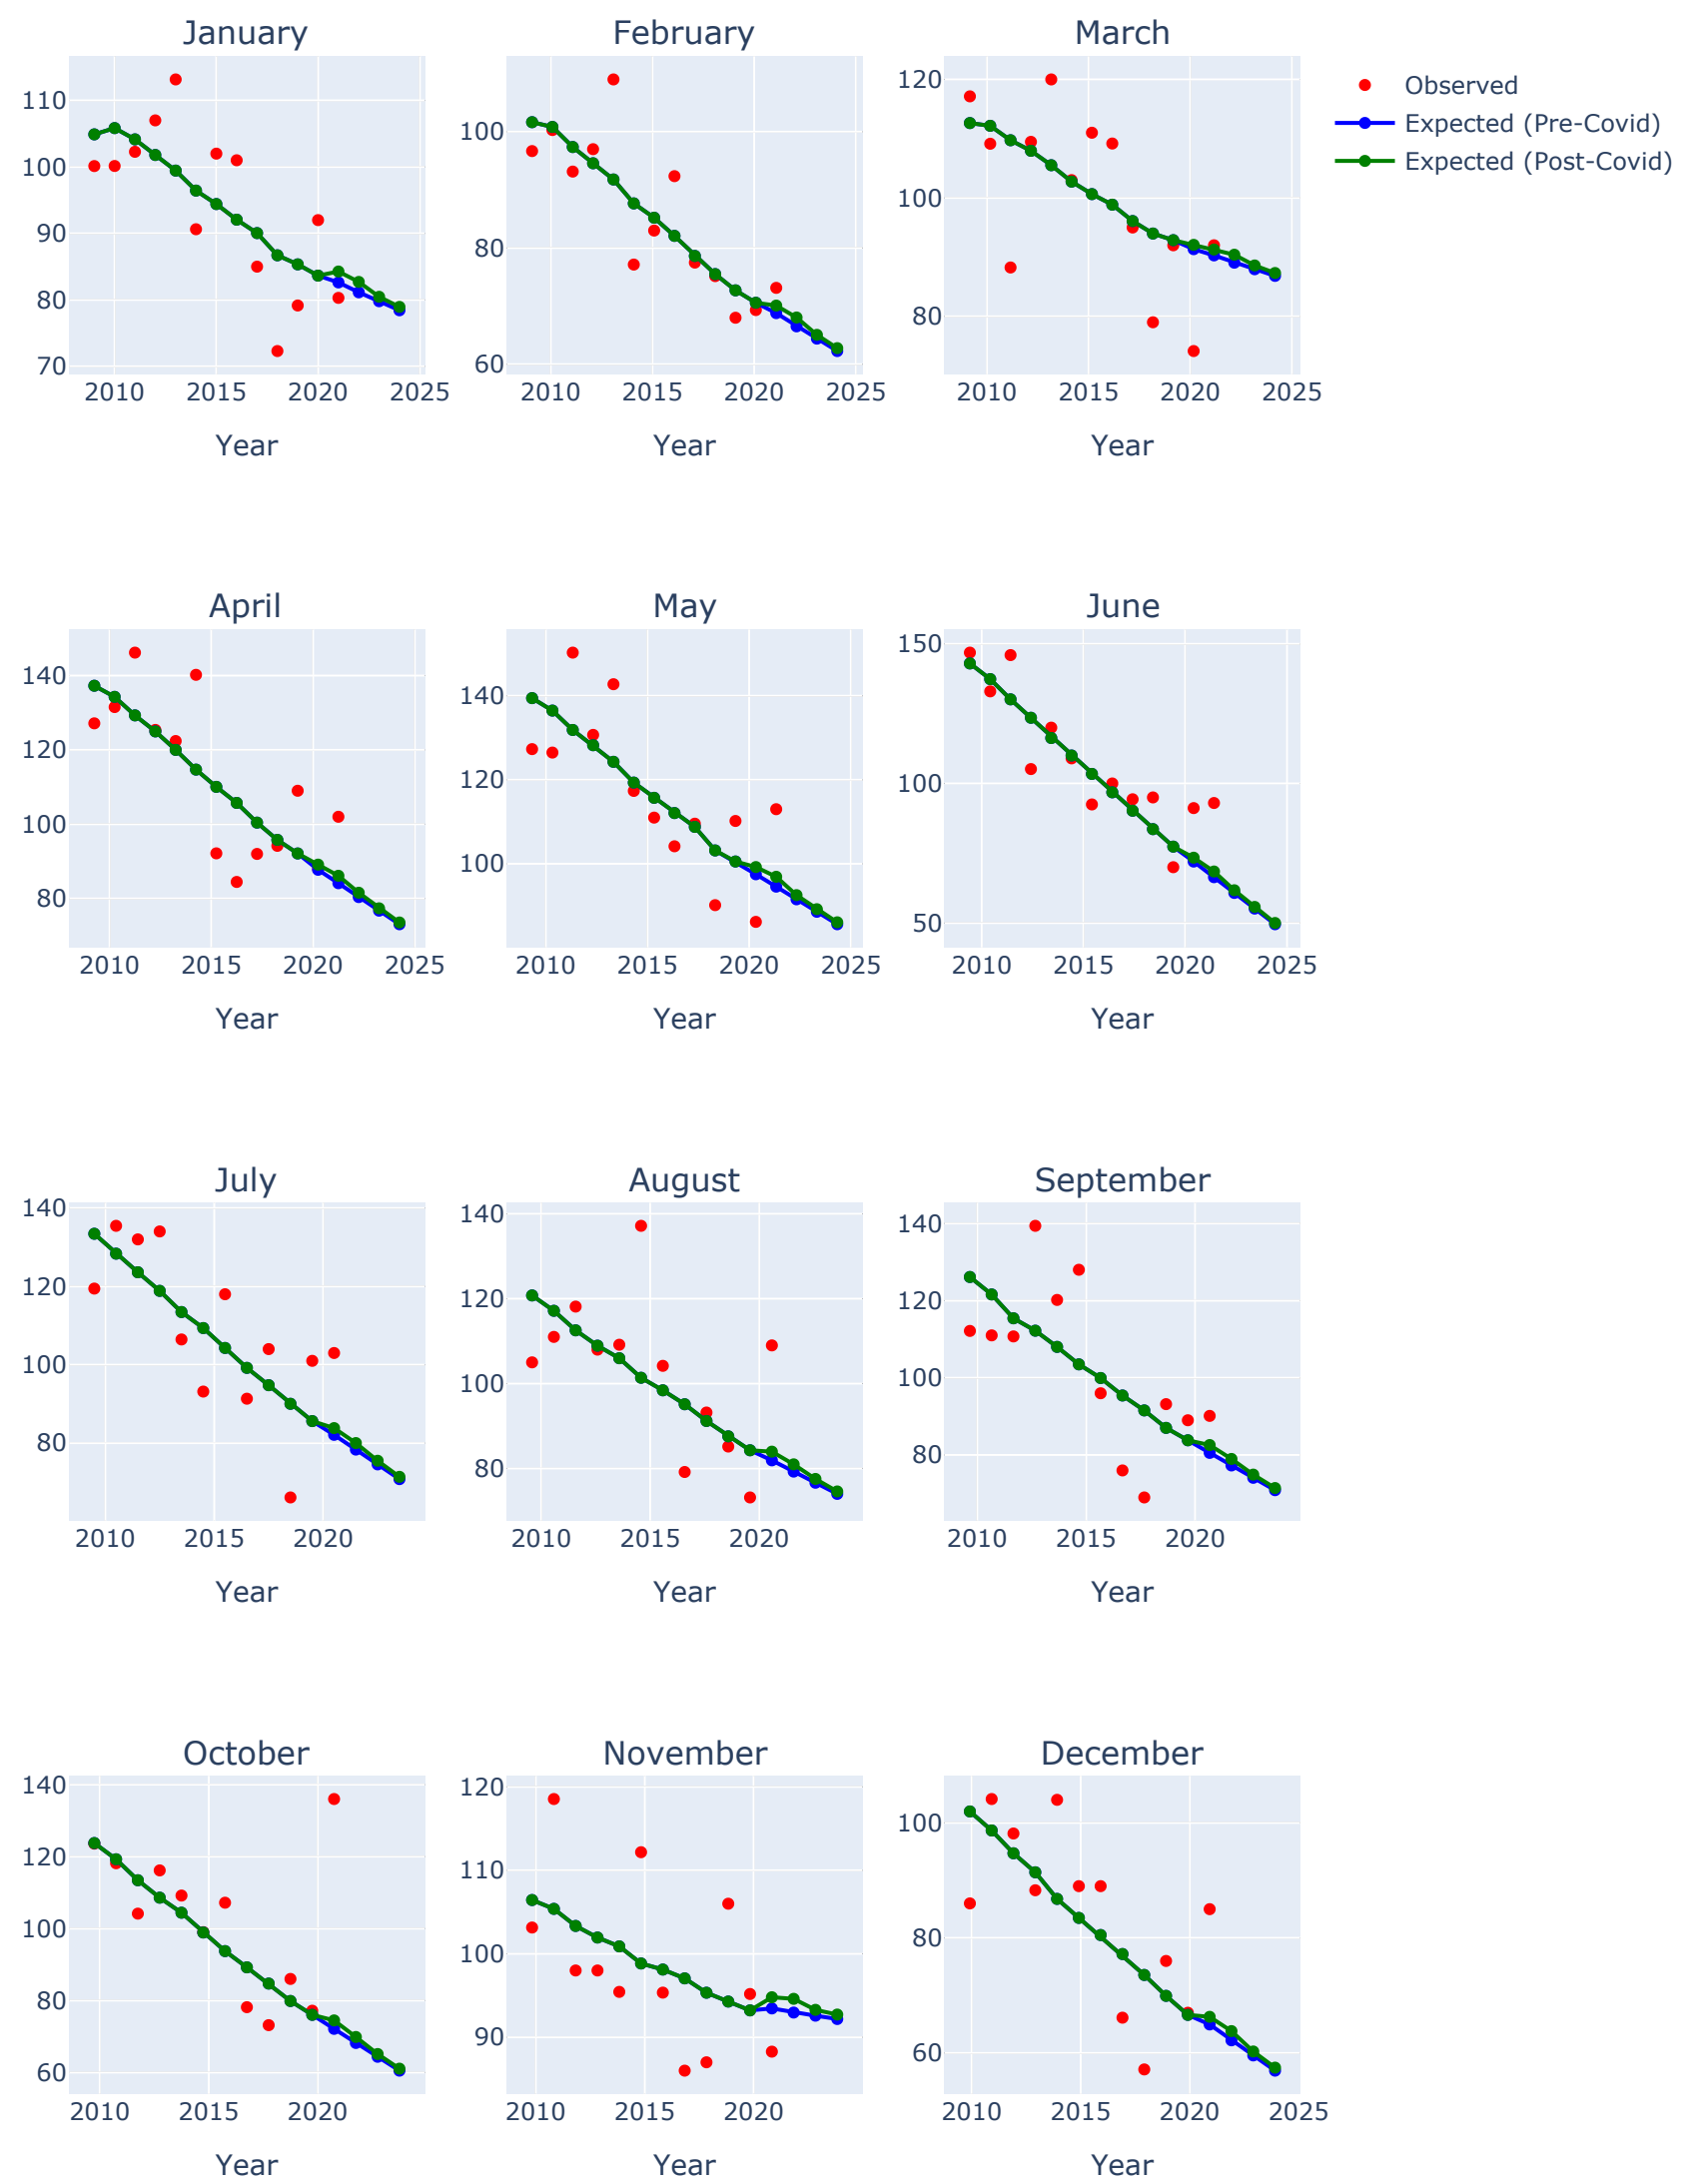 January
February
March
Observed
Expected (Pre-Covid)
Expected (Post-Covid)
110
100
90
80
70
100
80
60
120
100
80
2010 2015 2020 2025
2010 2015 2020 2025
2010 2015 2020 2025
Year
Year
Year
April
May
June
140
120
100
80
140
120
100
150
100
50
2010 2015 2020 2025
2010 2015 2020 2025
2010 2015 2020 2025
Year
Year
Year
July
August
September
140
120
100
80
140
120
100
80
140
120
100
80
2010 2015 2020
2010 2015 2020
2010 2015 2020
Year
Year
Year
October
November
December
140
120
100
80
60
120
110
100
90
100
80
60
2010 2015 2020
2010 2015 2020
2010 2015 2020 2025
Year
Year
Year